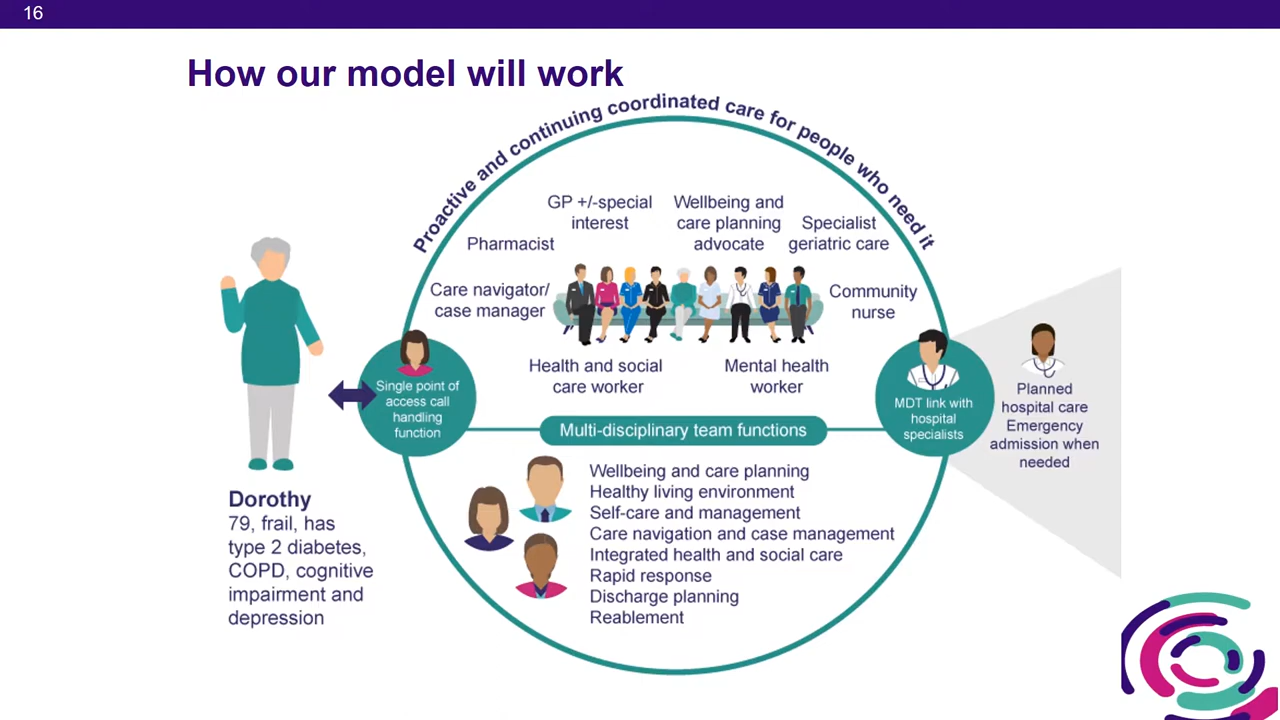 16
How our model will work
Proactive and continuing coordinated care for people who need it
GP +/-special
interest
Wellbeing and
care planning
advocate
Specialist
geriatric care
Pharmacist
Care navigator/
case manager
Community
nurse
Health and social
care worker
Mental health
worker
Single point of
access call
handling
function
MDT link with
hospital
specialists
Planned
hospital care
Emergency
admission when
needed
Multi-disciplinary team functions
Wellbeing and care planning
Healthy living environment
Self-care and management
Care navigation and case management
Integrated health and social care
Rapid response
Discharge planning
Reablement
Dorothy
79, frail, has
type 2 diabetes,
COPD, cognitive
impairment and
depression